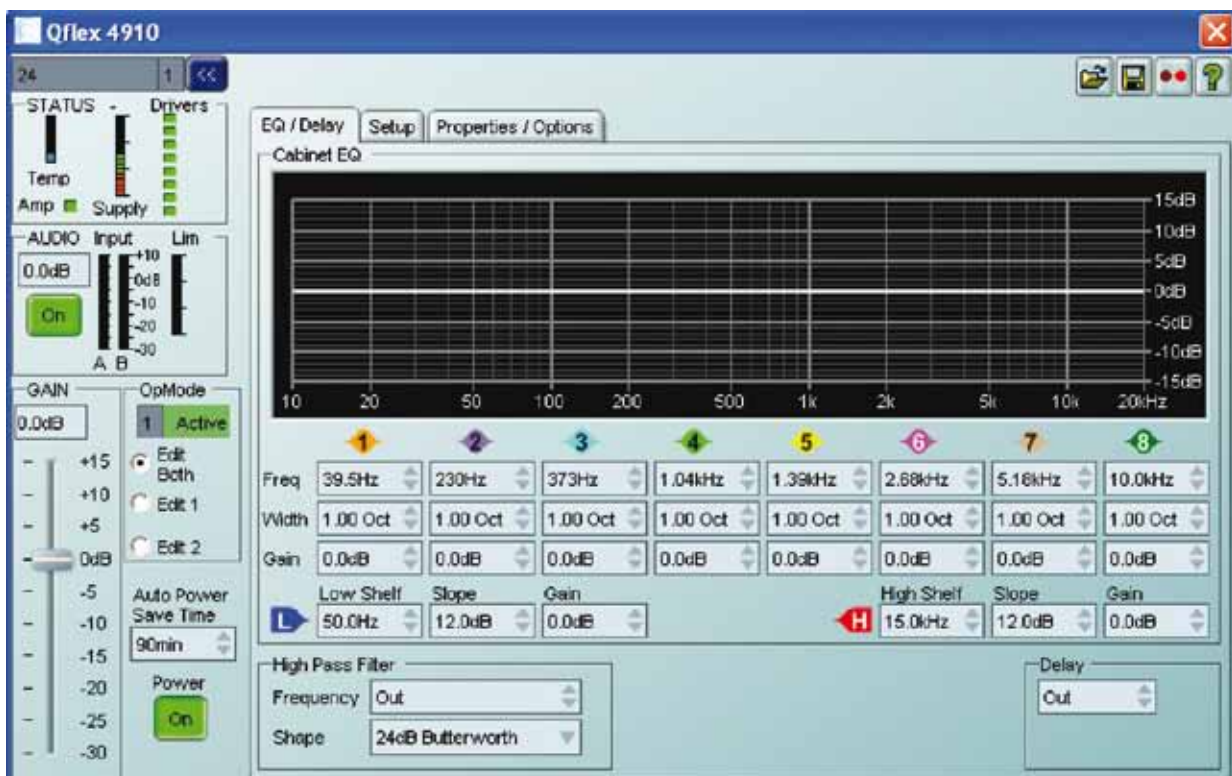 Qflex 4910
24 1 <<
STATUS - Drivers
Temp
Amp Supply
AUDIO Input Lim
0.0dB
+10
0dB
-10
-20
-30
A B
On
GAIN
0.0dB
+15
+10
+5
0dB
-5
-10
-15
-20
-25
-30
OpMode
1 Active
Edit Both
Edit 1
Edit 2
Auto Power
Save Time
90min
Power
On
EQ / Delay Setup Properties / Options
Cabinet EQ
15dB
10dB
5dB
0dB
-5dB
-10dB
-15dB
10 20 50 100 200 500 1k 2k 5k 10k 20kHz
1 2 3 4 5 6 7 8
Freq 39.5Hz 230Hz 373Hz 1.04kHz 1.39kHz 2.68kHz 5.18kHz 10.0kHz
Width 1.00 Oct 1.00 Oct 1.00 Oct 1.00 Oct 1.00 Oct 1.00 Oct 1.00 Oct 1.00 Oct
Gain 0.0dB 0.0dB 0.0dB 0.0dB 0.0dB 0.0dB 0.0dB 0.0dB
Low Shelf Slope Gain High Shelf Slope Gain
L 50.0Hz 12.0dB 0.0dB H 15.0kHz 12.0dB 0.0dB
High Pass Filter
Frequency Out
Shape 24dB Butterworth
Delay
Out